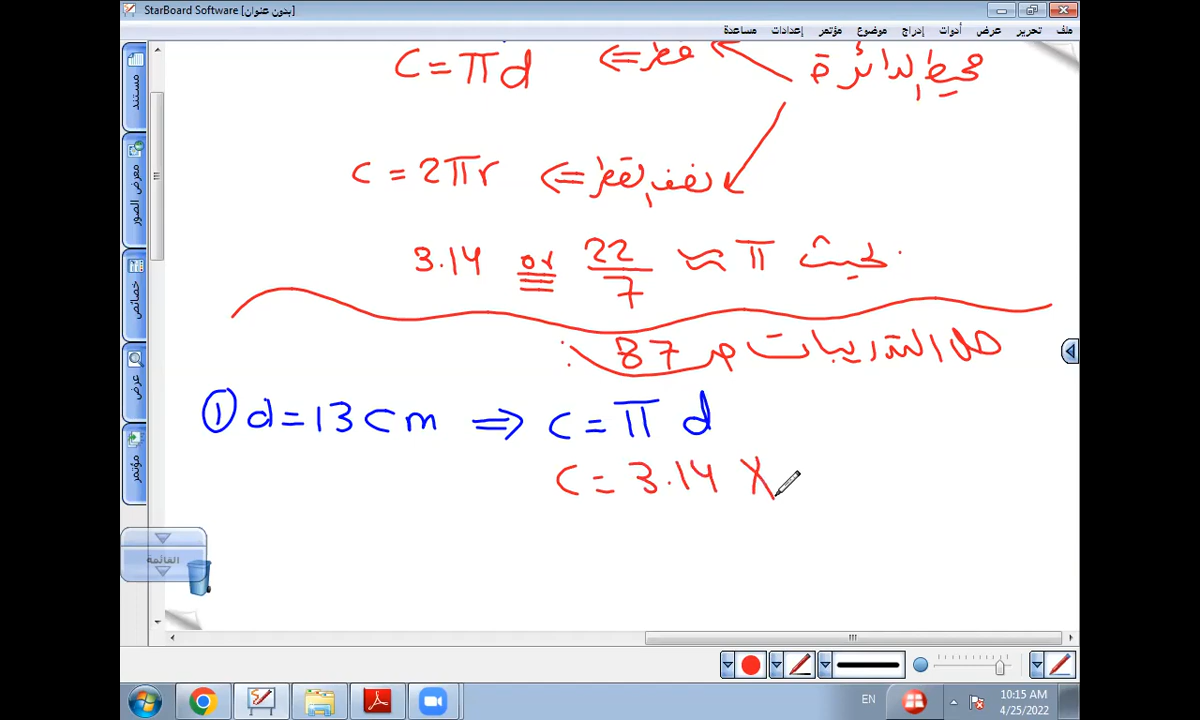 StarBoard Software [بدون عنوان]
ملف تحرير عرض أدوات إدراج موضوع مؤتمر إعدادات مساعدة
مستند
معرض الصور
خصائص
عرض
مؤتمر
القائمة
محيط الدائرة
قطر <= C = πd
نصف القطر <= C = 2πr
حيث π ≈ 22/7 or 3.14
حل التدريبات ص 87 :
① d = 13 cm => C = π d
C = 3.14 X
EN
10:15 AM
4/25/2022